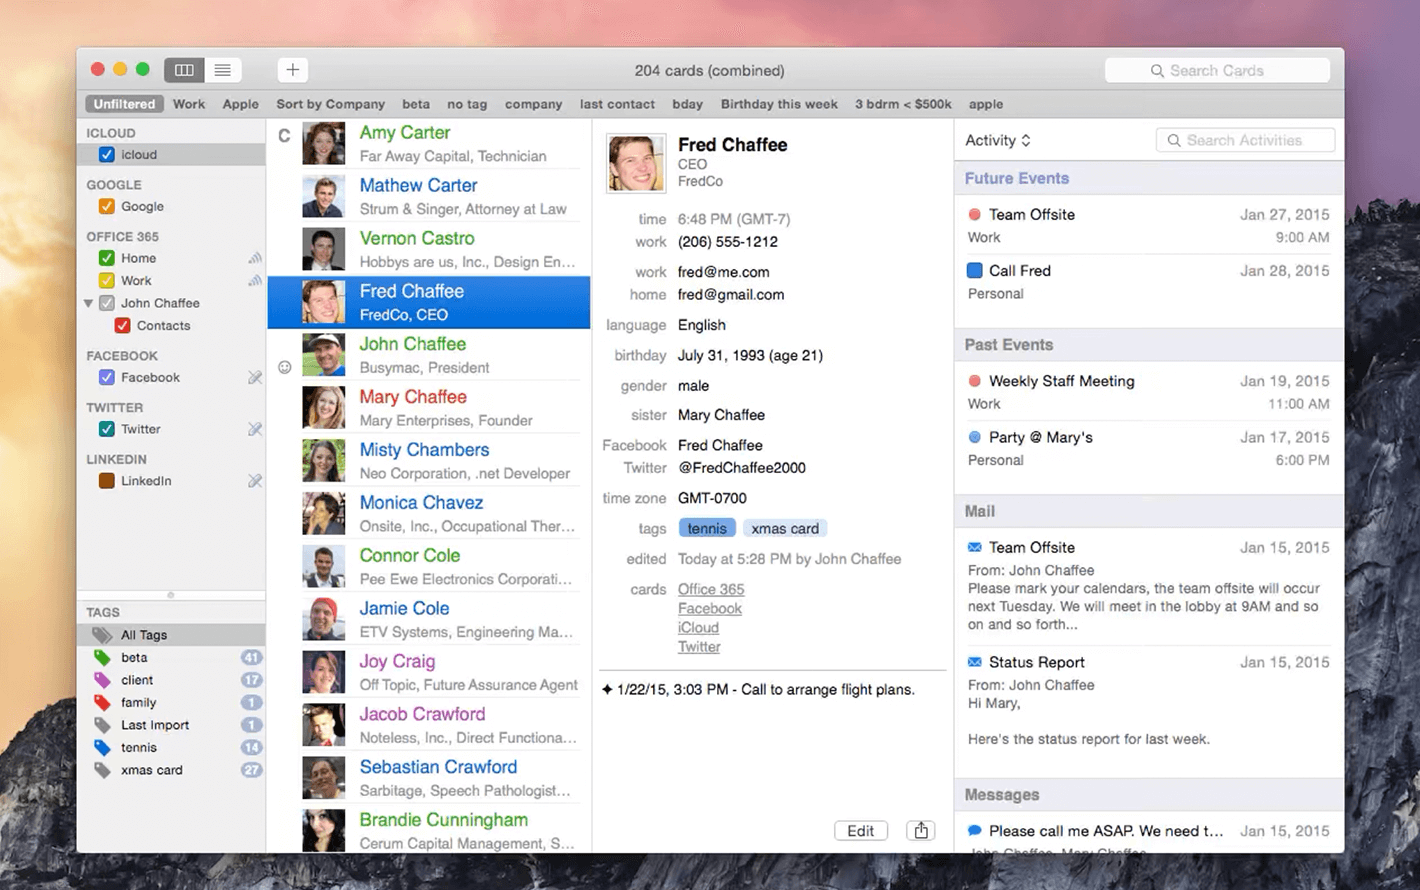 204 cards (combined)
Search Cards
Unfiltered Work Apple Sort by Company beta no tag company last contact bday Birthday this week 3 bdrm < $500k apple
ICLOUD
icloud
GOOGLE
Google
OFFICE 365
Home
Work
John Chaffee
Contacts
FACEBOOK
Facebook
TWITTER
Twitter
LINKEDIN
LinkedIn
TAGS
All Tags
beta 41
client 17
family 1
Last Import 1
tennis 14
xmas card 27
C
Amy Carter
Far Away Capital, Technician
Mathew Carter
Strum & Singer, Attorney at Law
Vernon Castro
Hobbys are us, Inc., Design En...
Fred Chaffee
FredCo, CEO
John Chaffee
Busymac, President
Mary Chaffee
Mary Enterprises, Founder
Misty Chambers
Neo Corporation, .net Developer
Monica Chavez
Onsite, Inc., Occupational Ther...
Connor Cole
Pee Ewe Electronics Corporati...
Jamie Cole
ETV Systems, Engineering Ma...
Joy Craig
Off Topic, Future Assurance Agent
Jacob Crawford
Noteless, Inc., Direct Functiona...
Sebastian Crawford
Sarbitage, Speech Pathologist...
Brandie Cunningham
Cerum Capital Management, S...
Fred Chaffee
CEO
FredCo
time 6:48 PM (GMT-7)
work (206) 555-1212
work fred@me.com
home fred@gmail.com
language English
birthday July 31, 1993 (age 21)
gender male
sister Mary Chaffee
Facebook Fred Chaffee
Twitter @FredChaffee2000
time zone GMT-0700
tags tennis xmas card
edited Today at 5:28 PM by John Chaffee
cards Office 365
Facebook
iCloud
Twitter
✦ 1/22/15, 3:03 PM - Call to arrange flight plans.
Edit
Activity
Search Activities
Future Events
Team Offsite Jan 27, 2015
Work 9:00 AM
Call Fred Jan 28, 2015
Personal
Past Events
Weekly Staff Meeting Jan 19, 2015
Work 11:00 AM
Party @ Mary's Jan 17, 2015
Personal 6:00 PM
Mail
Team Offsite Jan 15, 2015
From: John Chaffee
Please mark your calendars, the team offsite will occur
next Tuesday. We will meet in the lobby at 9AM and so
on and so forth...
Status Report Jan 15, 2015
From: John Chaffee
Hi Mary,
Here's the status report for last week.
Messages
Please call me ASAP. We need t... Jan 15, 2015
John Chaffee, Mary Chaffee